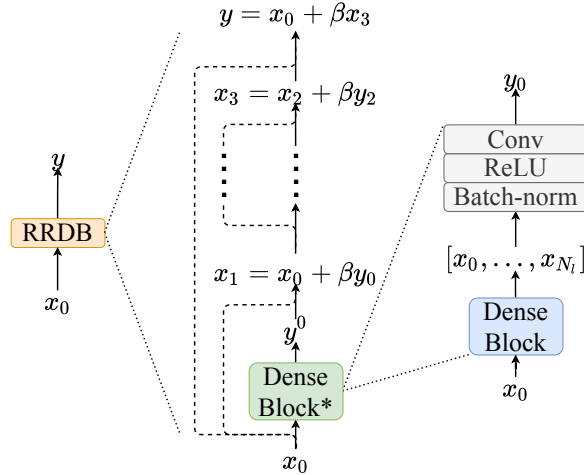 y
RRDB
x_0
y = x_0 + βx_3
x_3 = x_2 + βy_2
x_1 = x_0 + βy_0
y^0
Dense
Block*
x_0
y_0
Conv
ReLU
Batch-norm
[x_0, . . . , x_{N_l}]
Dense
Block
x_0